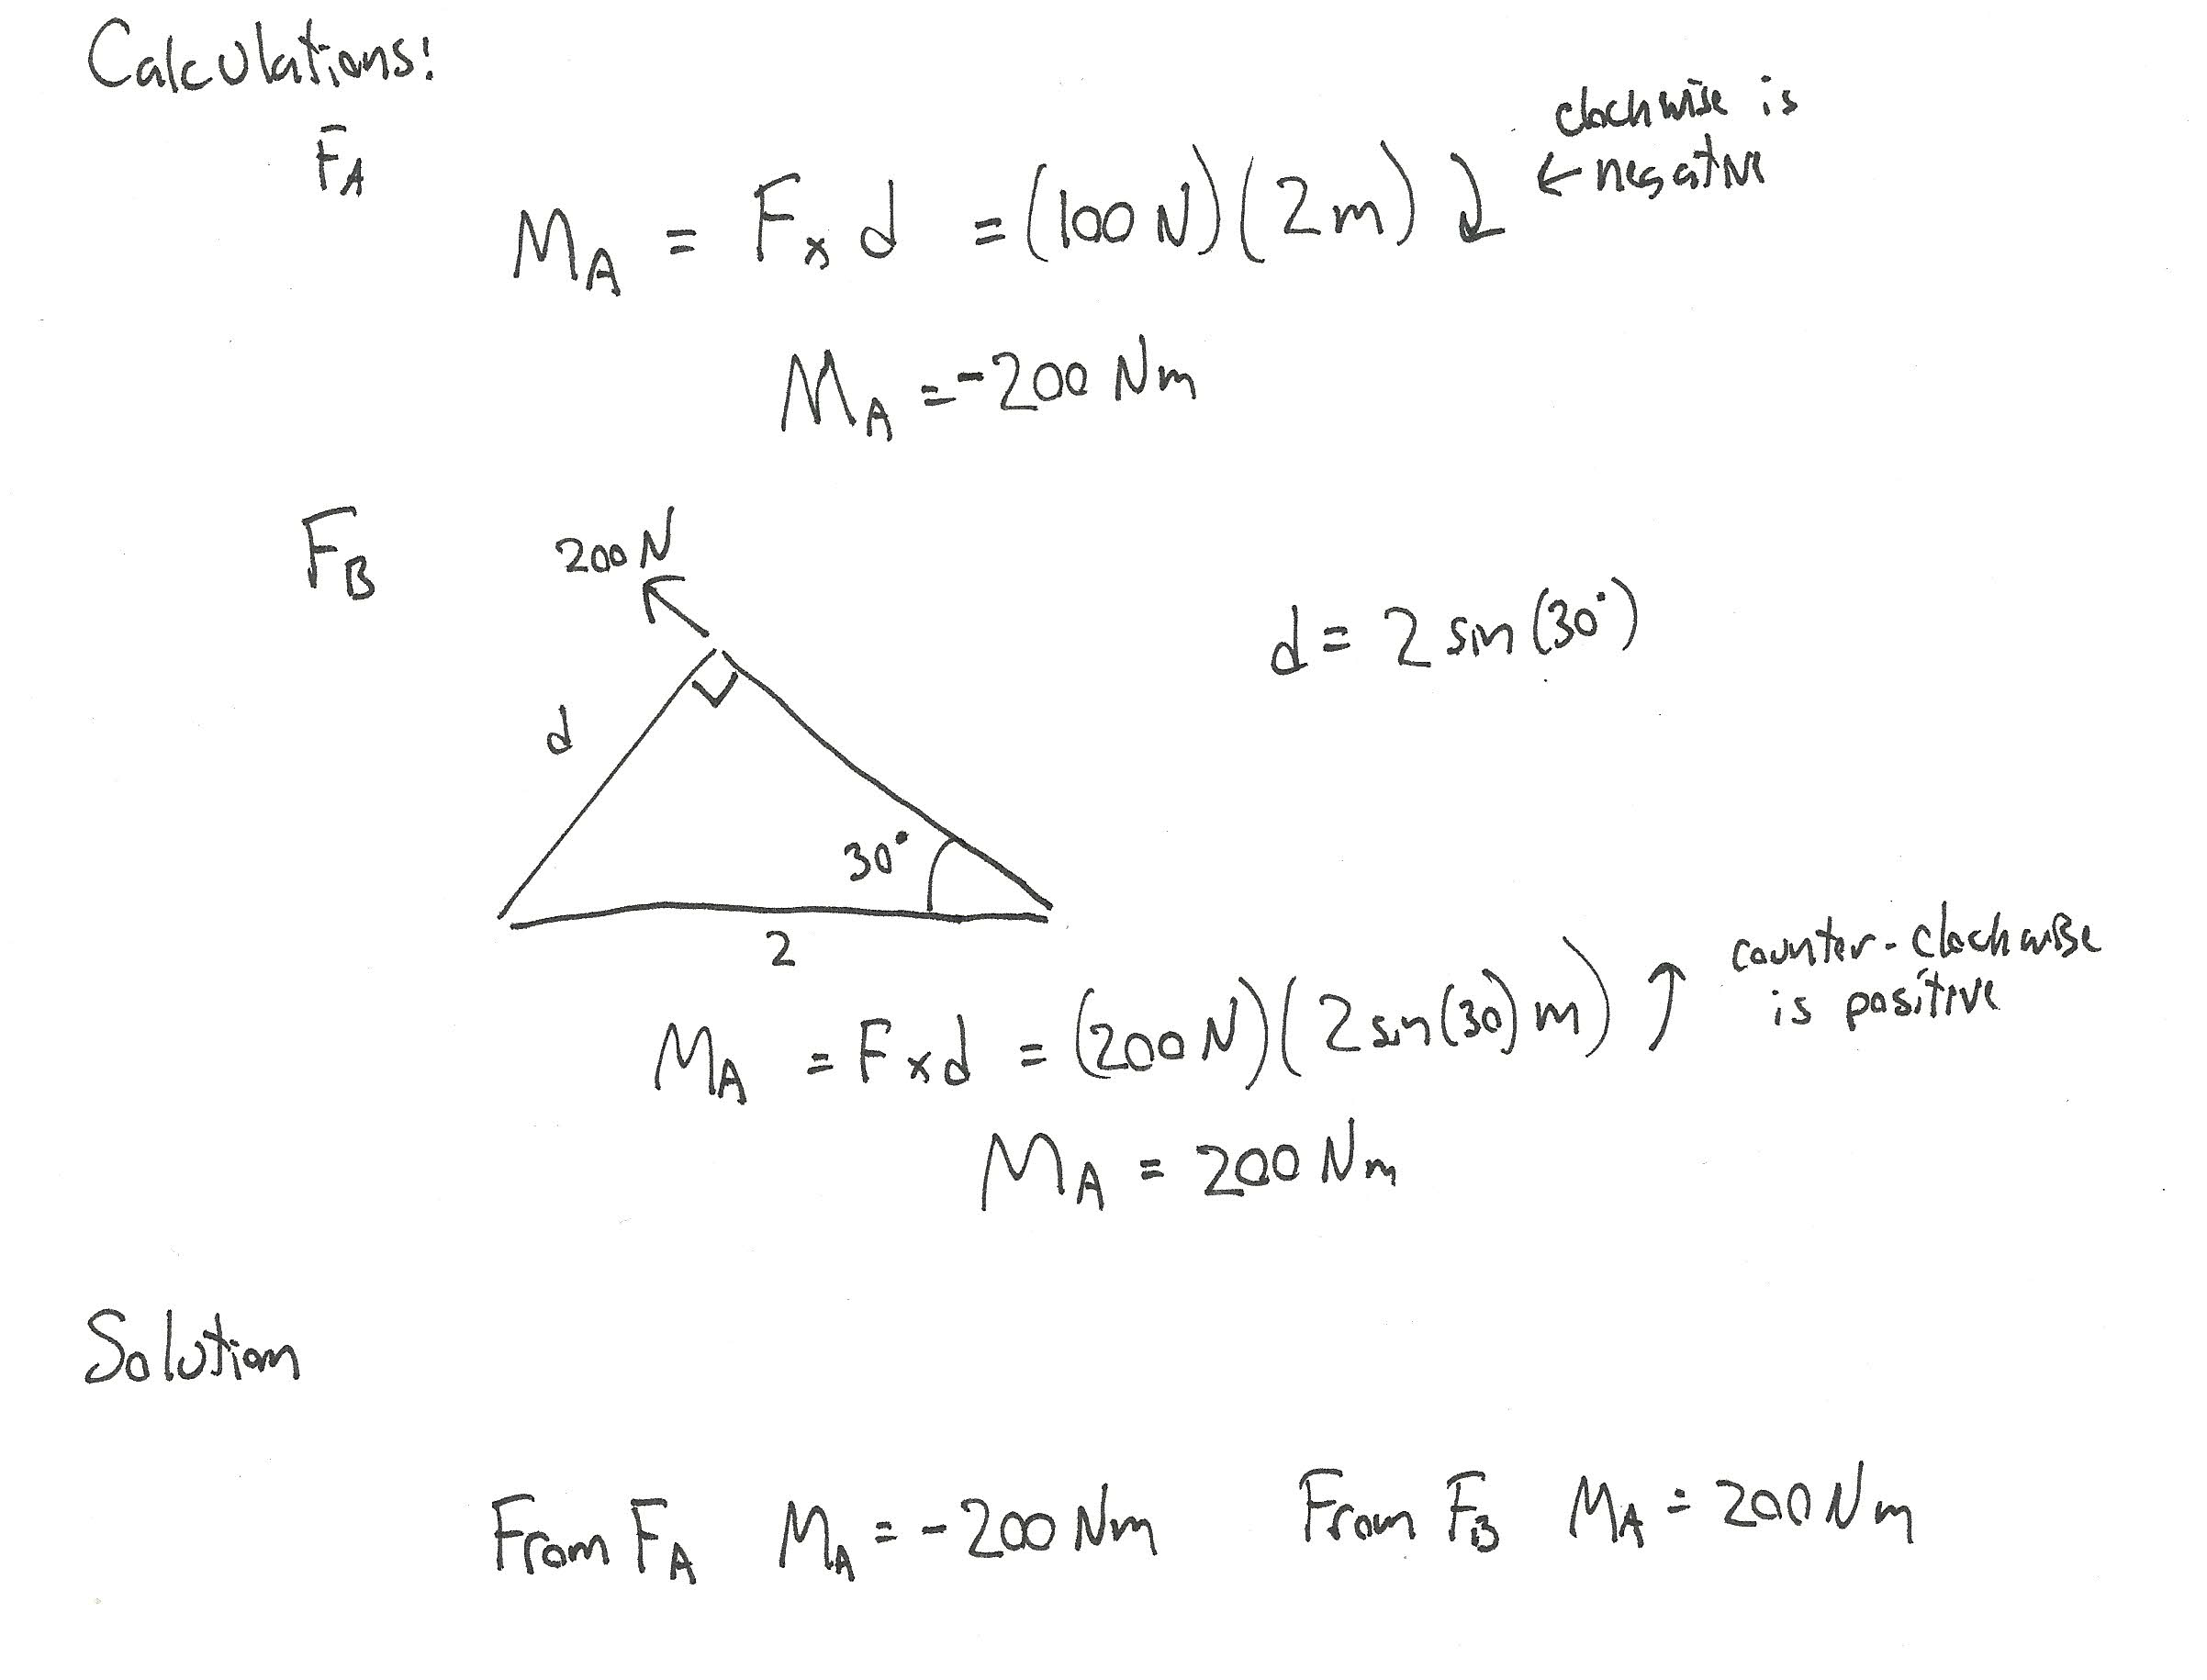 Calculations:
F_A
clockwise is
← negative
M_A = F × d = (100 N)(2 m)
M_A = -200 Nm
F_B
200 N
d = 2 sin (30°)
d
30°
2
counter-clockwise
is positive
M_A = F × d = (200 N)(2 sin(30) m)
M_A = 200 Nm
Solution
From F_A M_A = -200 Nm From F_B M_A = 200 Nm